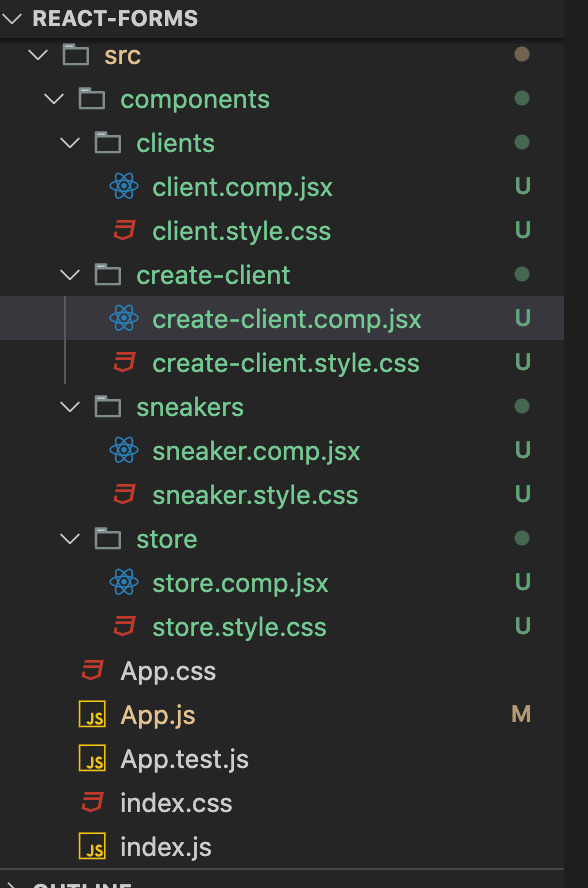 REACT-FORMS
src
components
clients
client.comp.jsx U
client.style.css U
create-client
create-client.comp.jsx U
create-client.style.css U
sneakers
sneaker.comp.jsx U
sneaker.style.css U
store
store.comp.jsx U
store.style.css U
App.css
JS App.js M
JS App.test.js
index.css
JS index.js
OUTLINE